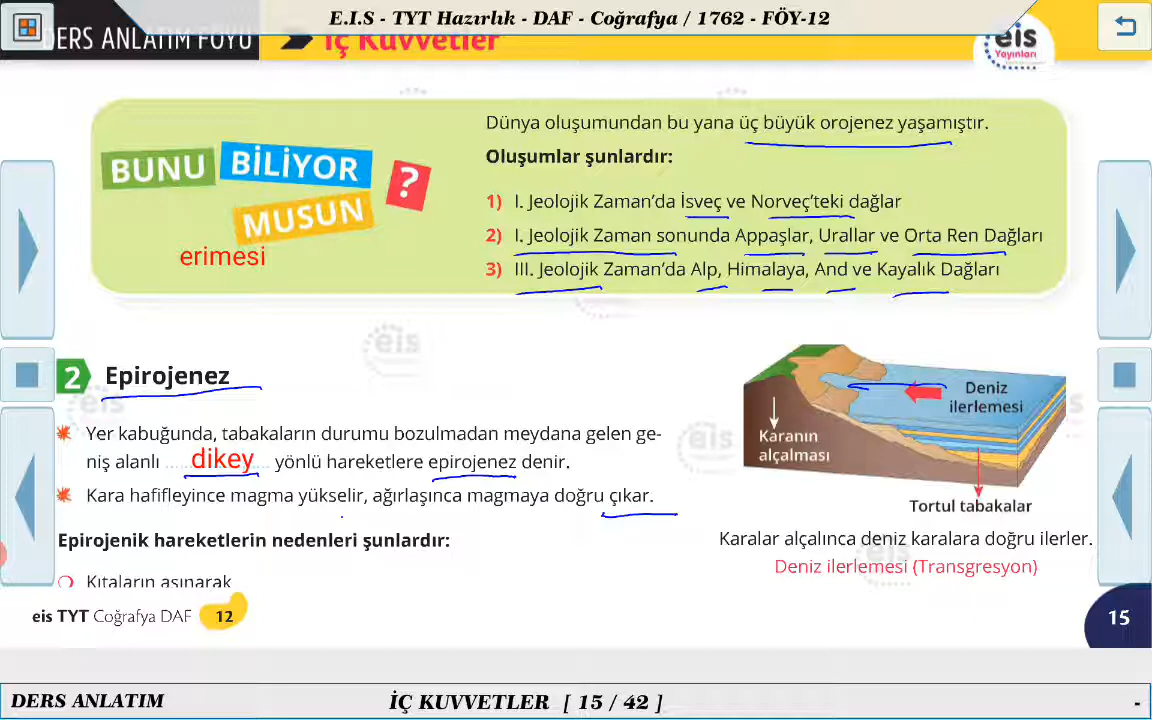 E.I.S - TYT Hazırlık - DAF - Coğrafya / 1762 - FÖY-12
DERS ANLATIM FÖYÜ
İç Kuvvetler
eis
Yayınları
BUNU BİLİYOR
MUSUN ?
erimesi
Dünya oluşumundan bu yana üç büyük orojenez yaşamıştır.
Oluşumlar şunlardır:
1) I. Jeolojik Zaman’da İsveç ve Norveç’teki dağlar
2) I. Jeolojik Zaman sonunda Appaşlar, Urallar ve Orta Ren Dağları
3) III. Jeolojik Zaman’da Alp, Himalaya, And ve Kayalık Dağları
2 Epirojenez
Yer kabuğunda, tabakaların durumu bozulmadan meydana gelen ge-
niş alanlı ...... dikey .... yönlü hareketlere epirojenez denir.
Kara hafifleyince magma yükselir, ağırlaşınca magmaya doğru çıkar.
Epirojenik hareketlerin nedenleri şunlardır:
Kıtaların aşınarak
Deniz
ilerlemesi
Karanın
alçalması
Tortul tabakalar
Karalar alçalınca deniz karalara doğru ilerler.
Deniz ilerlemesi (Transgresyon)
eis TYT Coğrafya DAF 12
15
DERS ANLATIM
İÇ KUVVETLER [ 15 / 42 ]
-